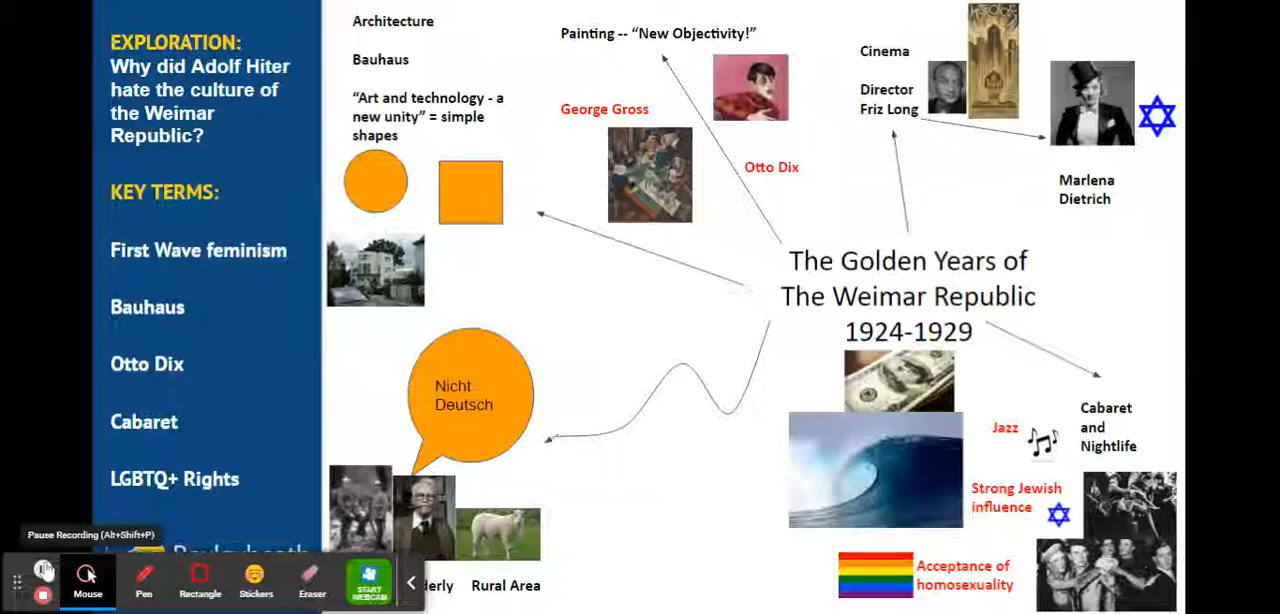 EXPLORATION:
Why did Adolf Hiter
hate the culture of
the Weimar
Republic?
KEY TERMS:
First Wave feminism
Bauhaus
Otto Dix
Cabaret
LGBTQ+ Rights
Architecture
Bauhaus
“Art and technology - a
new unity” = simple
shapes
Painting -- “New Objectivity!”
George Gross
Otto Dix
Cinema
Director
Friz Long
METROPOLIS
Marlena
Dietrich
The Golden Years of
The Weimar Republic
1924-1929
Nicht
Deutsch
Jazz
Cabaret
and
Nightlife
Strong Jewish
influence
Acceptance of
homosexuality
Rural Area
Pause Recording (Alt+Shift+P)
Mouse
Pen
Rectangle
Stickers
Eraser
START
WEBCAM